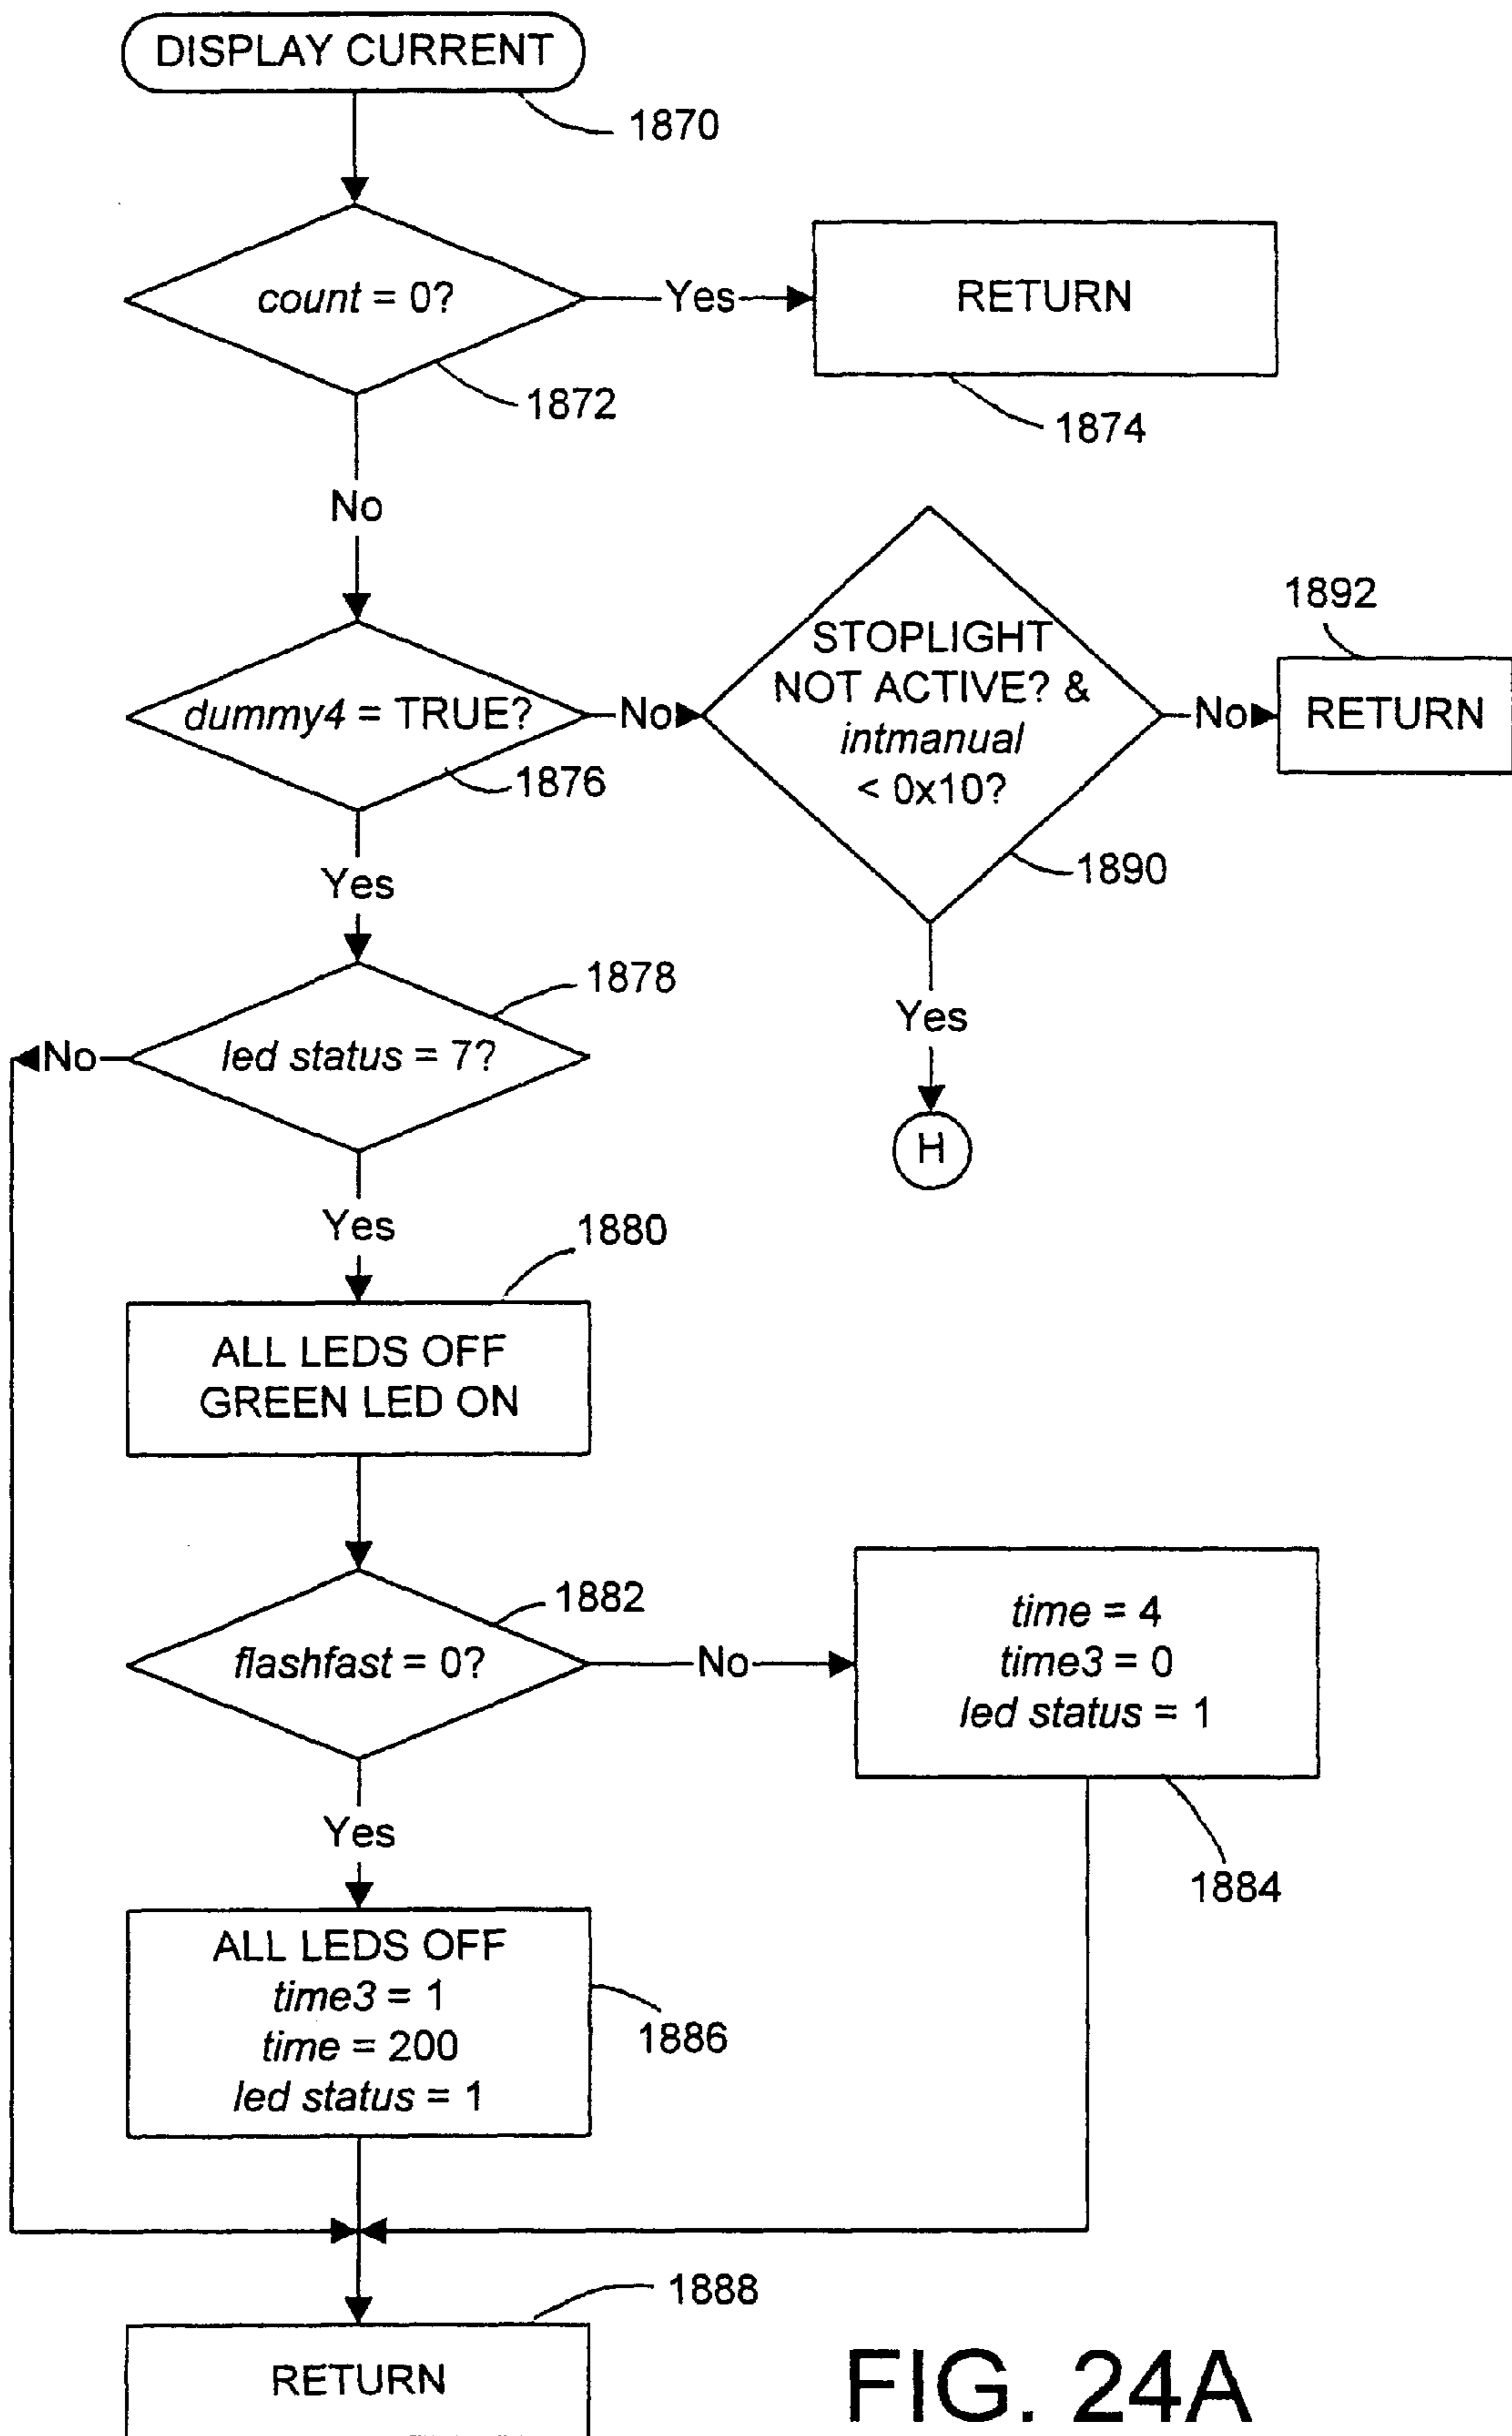 DISPLAY CURRENT
1870
count = 0?
Yes
RETURN
1872
1874
No
1892
dummy4 = TRUE?
No
STOPLIGHT
NOT ACTIVE? &
intmanual
< 0x10?
No
RETURN
1876
1890
Yes
Yes
H
1878
No
led status = 7?
Yes
1880
ALL LEDS OFF
GREEN LED ON
1882
flashfast = 0?
No
time = 4
time3 = 0
led status = 1
1884
Yes
ALL LEDS OFF
time3 = 1
time = 200
led status = 1
1886
1888
RETURN
FIG. 24A